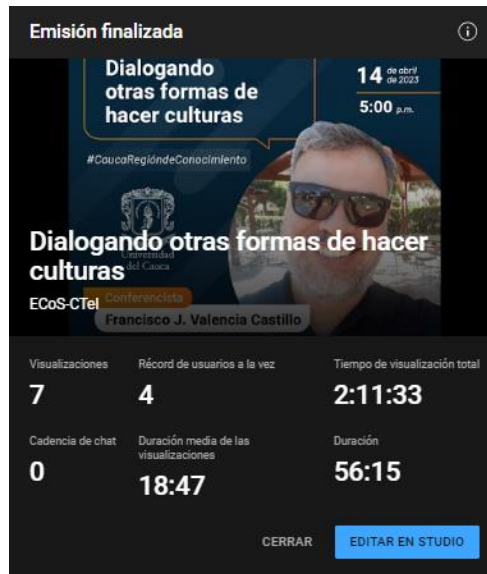 Emisión finalizada
Dialogando
otras formas de
hacer culturas
14 de abril
de 2023
5:00 p.m.
#CaucaRegióndeConocimiento
Universidad
del Cauca
Dialogando otras formas de hacer
culturas
ECoS-CTeI
Conferencista
Francisco J. Valencia Castillo
Visualizaciones
7
Récord de usuarios a la vez
4
Tiempo de visualización total
2:11:33
Cadencia de chat
0
Duración media de las
visualizaciones
18:47
Duración
56:15
CERRAR
EDITAR EN STUDIO